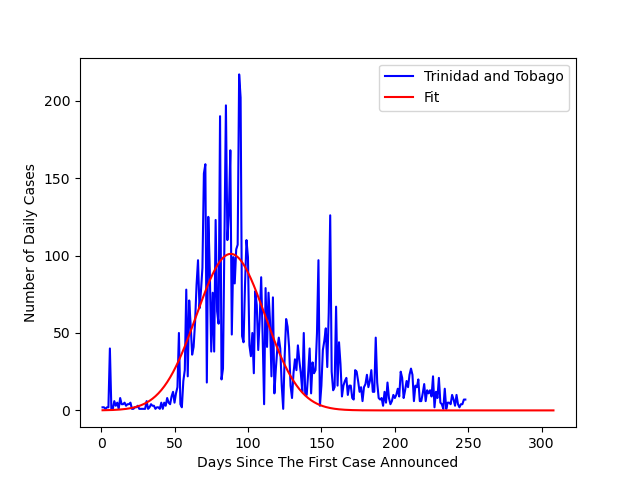 Trinidad and Tobago
Fit
Number of Daily Cases
200
150
100
50
0
0 50 100 150 200 250 300
Days Since The First Case Announced